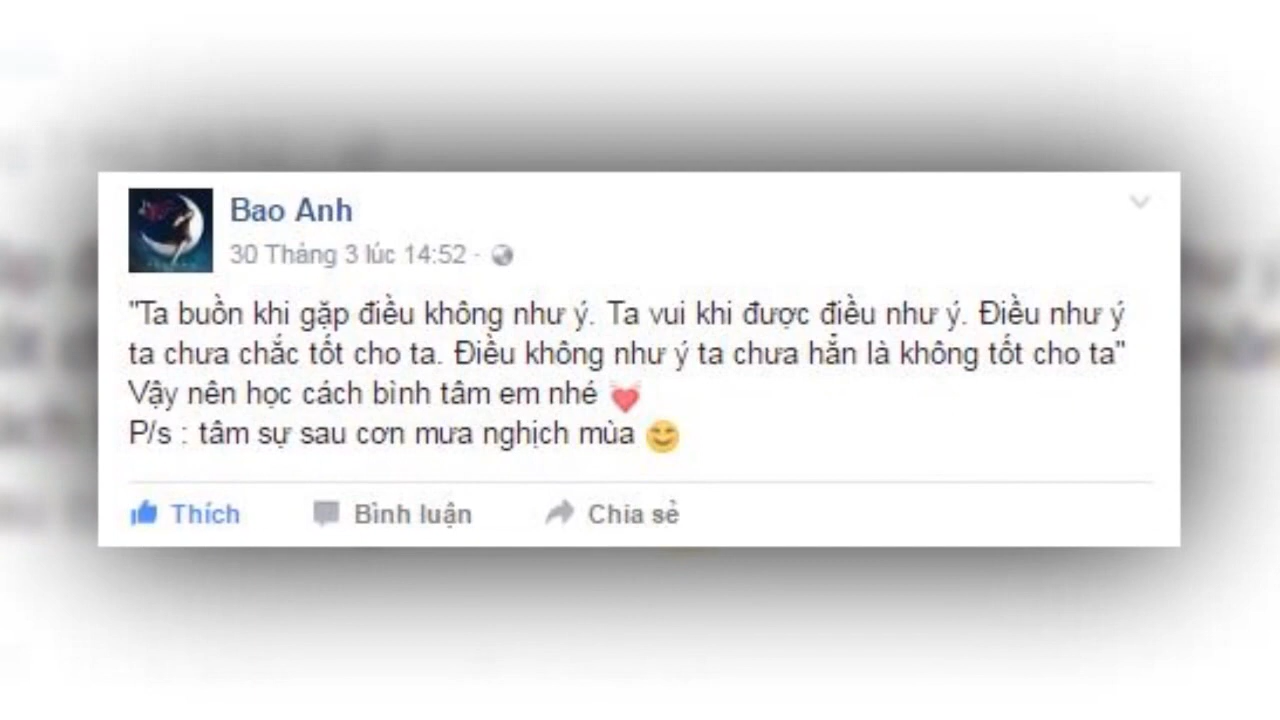 Bao Anh
30 Tháng 3 lúc 14:52 ·
"Ta buồn khi gặp điều không như ý. Ta vui khi được điều như ý. Điều như ý
ta chưa chắc tốt cho ta. Điều không như ý ta chưa hẳn là không tốt cho ta"
Vậy nên học cách bình tâm em nhé 💓
P/s : tâm sự sau cơn mưa nghịch mùa 😊
Thích Bình luận Chia sẻ